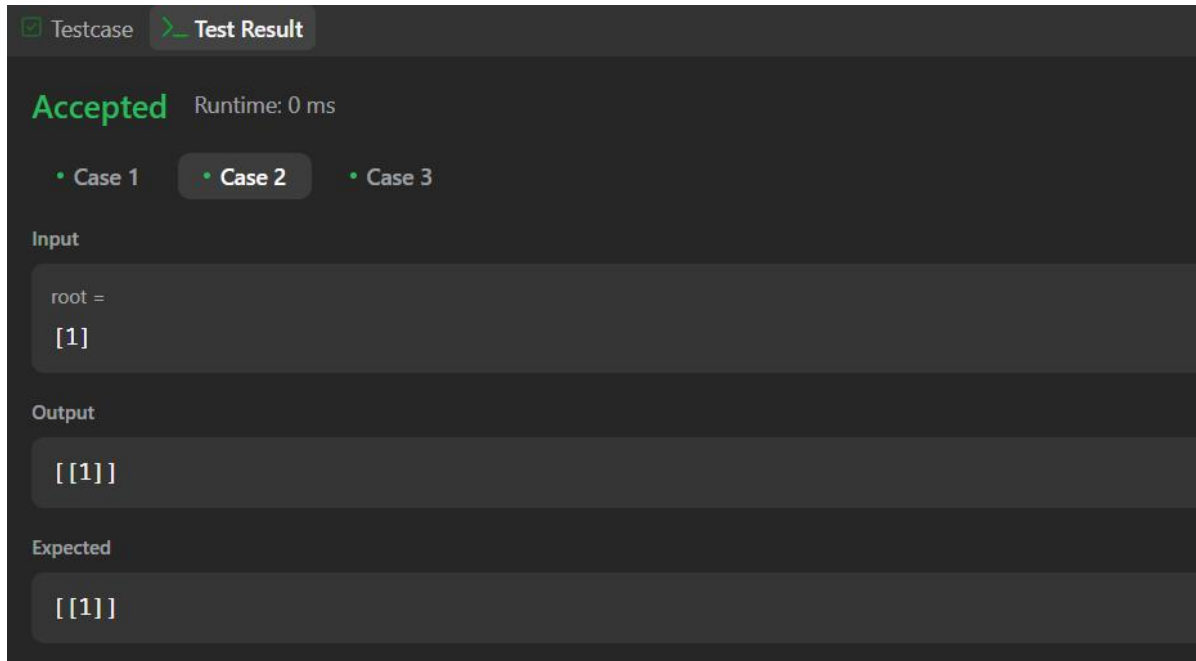 Testcase >_ Test Result
Accepted Runtime: 0 ms
• Case 1 • Case 2 • Case 3
Input
root =
[1]
Output
[[1]]
Expected
[[1]]